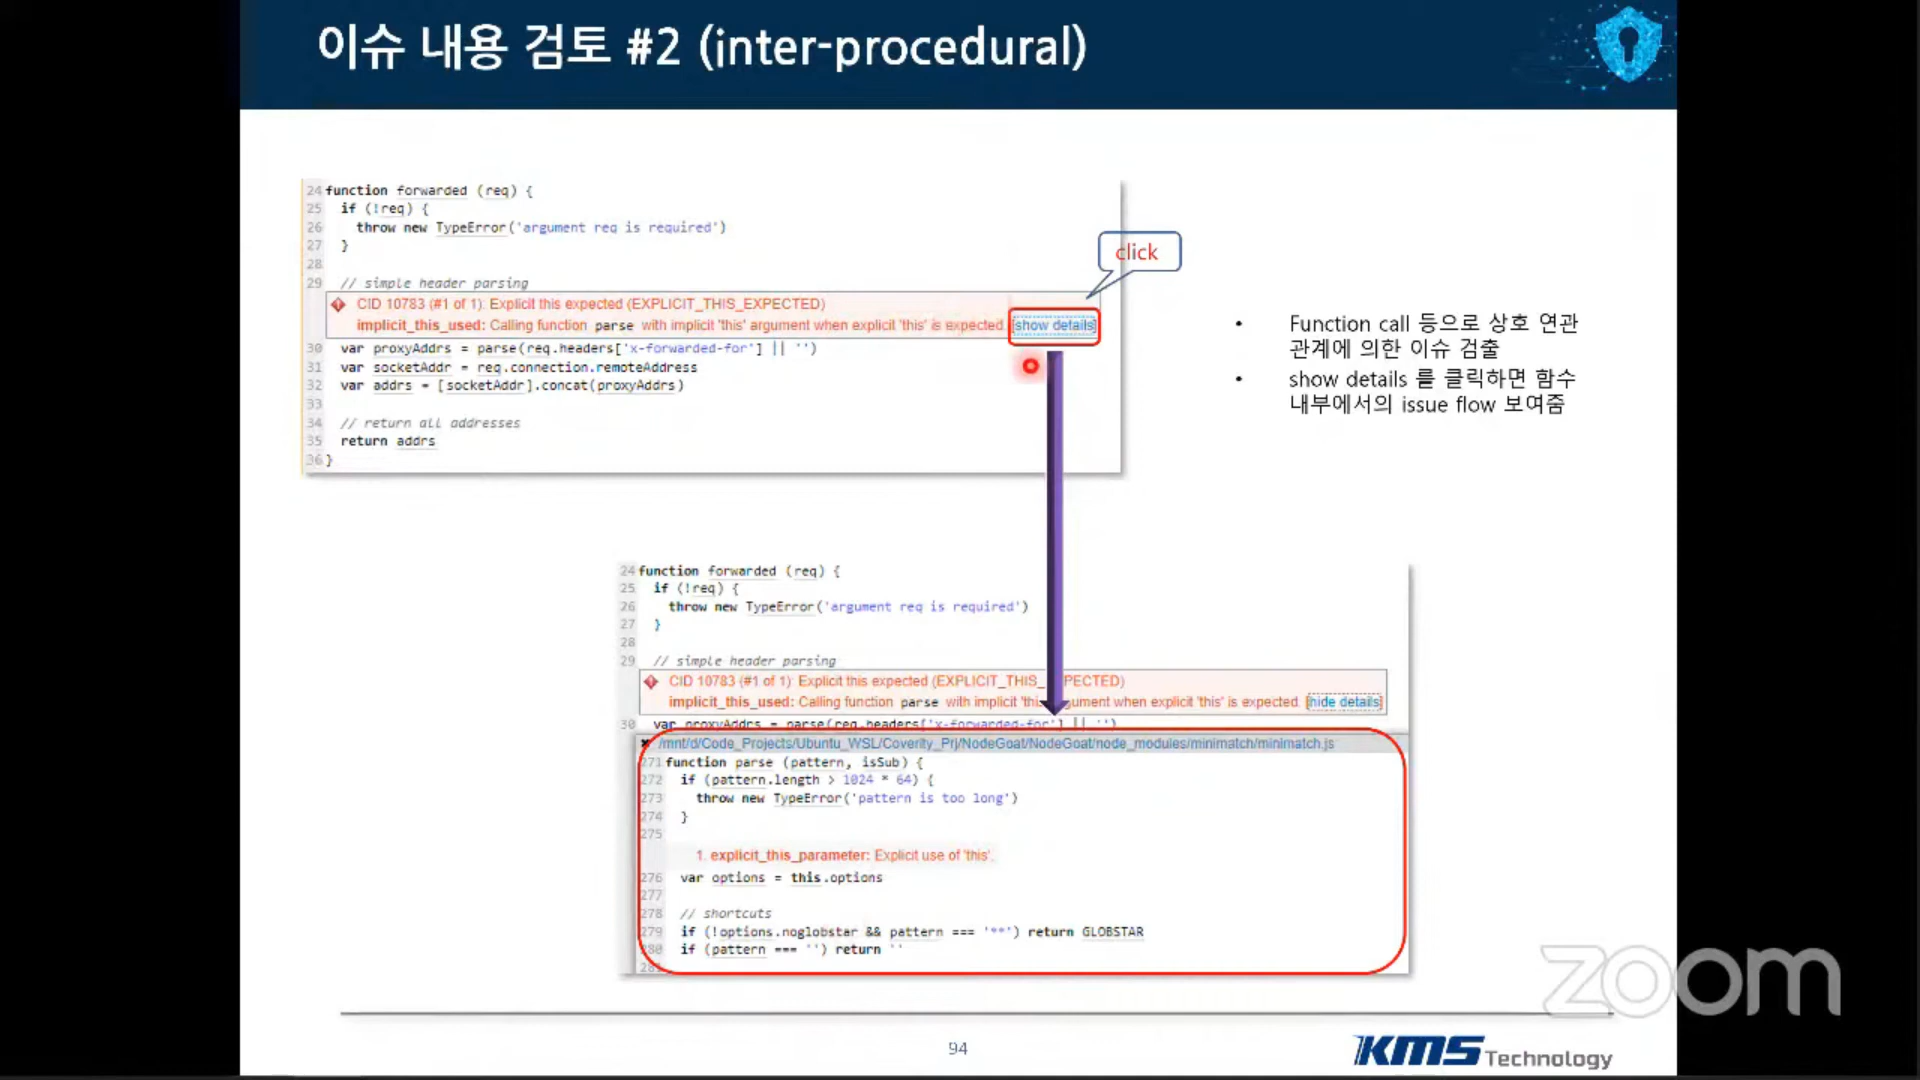 이슈 내용 검토 #2 (inter-procedural)
24 function forwarded (req) {
25 if (!req) {
26 throw new TypeError('argument req is required')
27 }
28
29 // simple header parsing
CID 10783 (#1 of 1): Explicit this expected (EXPLICIT_THIS_EXPECTED)
implicit_this_used: Calling function parse with implicit 'this' argument when explicit 'this' is expected. [show details]
30 var proxyAddrs = parse(req.headers['x-forwarded-for'] || '')
31 var socketAddr = req.connection.remoteAddress
32 var addrs = [socketAddr].concat(proxyAddrs)
33
34 // return all addresses
35 return addrs
36 }
click
• Function call 등으로 상호 연관
관계에 의한 이슈 검출
• show details 를 클릭하면 함수
내부에서의 issue flow 보여줌
24 function forwarded (req) {
25 if (!req) {
26 throw new TypeError('argument req is required')
27 }
28
29 // simple header parsing
CID 10783 (#1 of 1): Explicit this expected (EXPLICIT_THIS_ PECTED)
implicit_this_used: Calling function parse with implicit 'this gument when explicit 'this' is expected. [hide details]
30 var proxyAddrs = parse(req.headers['x-forwarded-for'] || '')
/mnt/d/Code_Projects/Ubuntu_WSL/Coverity_Prj/NodeGoat/NodeGoat/node_modules/minimatch/minimatch.js
271 function parse (pattern, isSub) {
272 if (pattern.length > 1024 * 64) {
273 throw new TypeError('pattern is too long')
274 }
275
1. explicit_this_parameter: Explicit use of 'this'.
276 var options = this.options
277
278 // shortcuts
279 if (!options.noglobstar && pattern === '**') return GLOBSTAR
280 if (pattern === '') return ''
281
zoom
94
KMS Technology